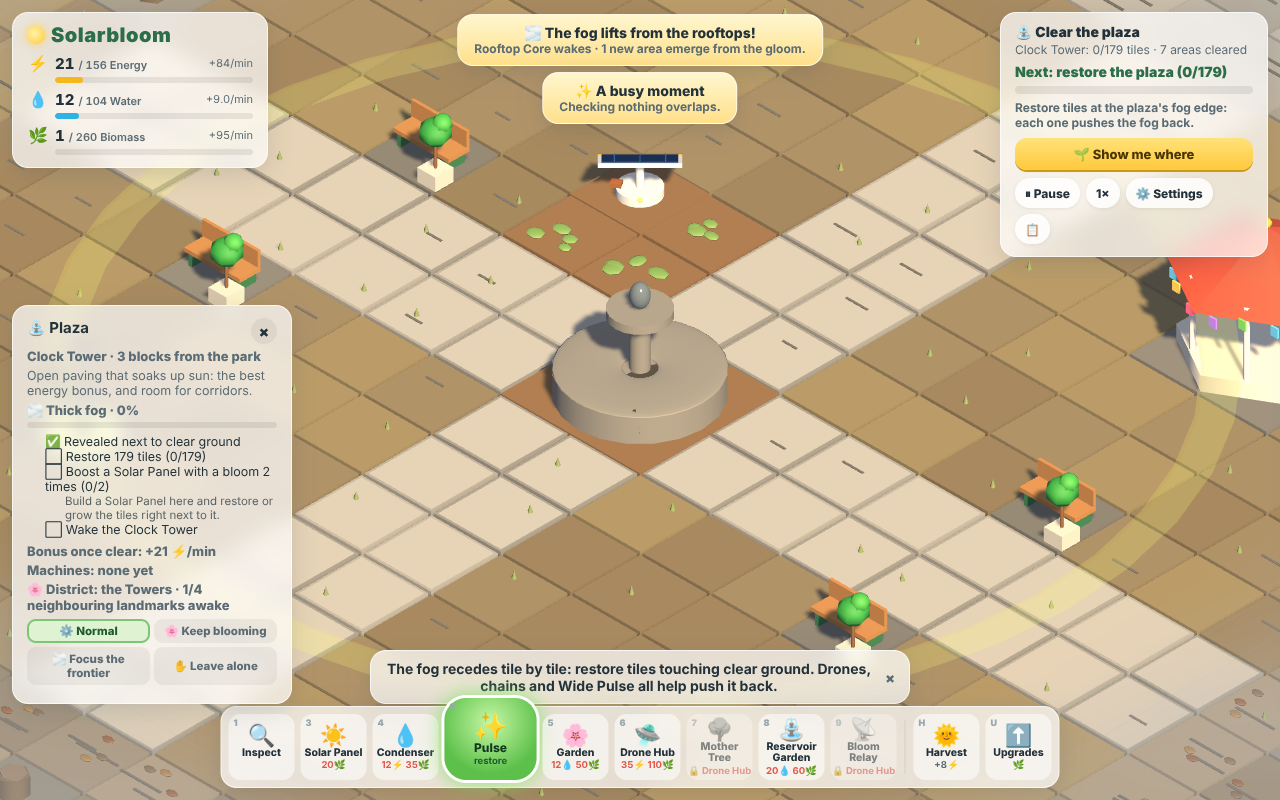 Solarbloom
21 / 156 Energy +84/min
12 / 104 Water +9.0/min
1 / 260 Biomass +95/min
The fog lifts from the rooftops!
Rooftop Core wakes · 1 new area emerge from the gloom.
A busy moment
Checking nothing overlaps.
Clear the plaza
Clock Tower: 0/179 tiles · 7 areas cleared
Next: restore the plaza (0/179)
Restore tiles at the plaza's fog edge:
each one pushes the fog back.
Show me where
Pause 1× Settings
Plaza
Clock Tower · 3 blocks from the park
Open paving that soaks up sun: the best
energy bonus, and room for corridors.
Thick fog · 0%
Revealed next to clear ground
Restore 179 tiles (0/179)
Boost a Solar Panel with a bloom 2
times (0/2)
Build a Solar Panel here and restore or
grow the tiles right next to it.
Wake the Clock Tower
Bonus once clear: +21 ⚡/min
Machines: none yet
District: the Towers · 1/4
neighbouring landmarks awake
Normal Keep blooming
Focus the
frontier
Leave alone
The fog recedes tile by tile: restore tiles touching clear ground. Drones,
chains and Wide Pulse all help push it back.
1 Inspect
3 Solar Panel 20
4 Condenser 12 35
Pulse restore
5 Garden 12 50
6 Drone Hub 35 110
7 Mother Tree Drone Hub
8 Reservoir Garden 20 60
9 Bloom Relay Drone Hub
H Harvest +8
U Upgrades